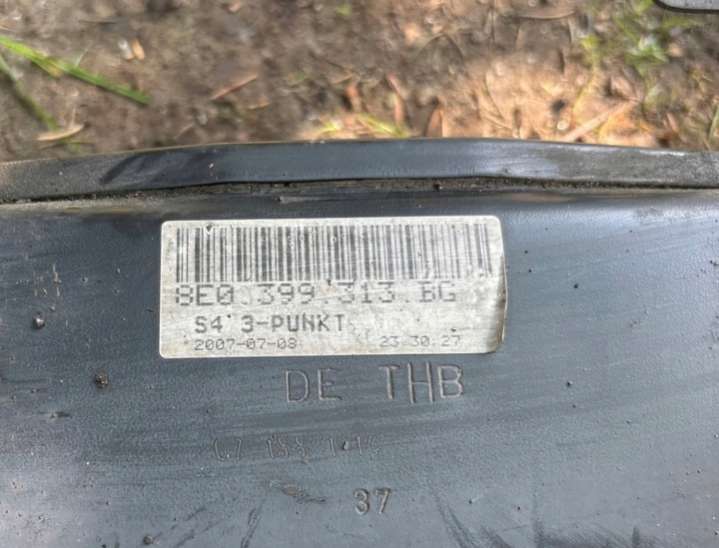 8E0.399.313.BG
S4 3-PUNKT
2007-07-08 23.30.27
DE THB
37